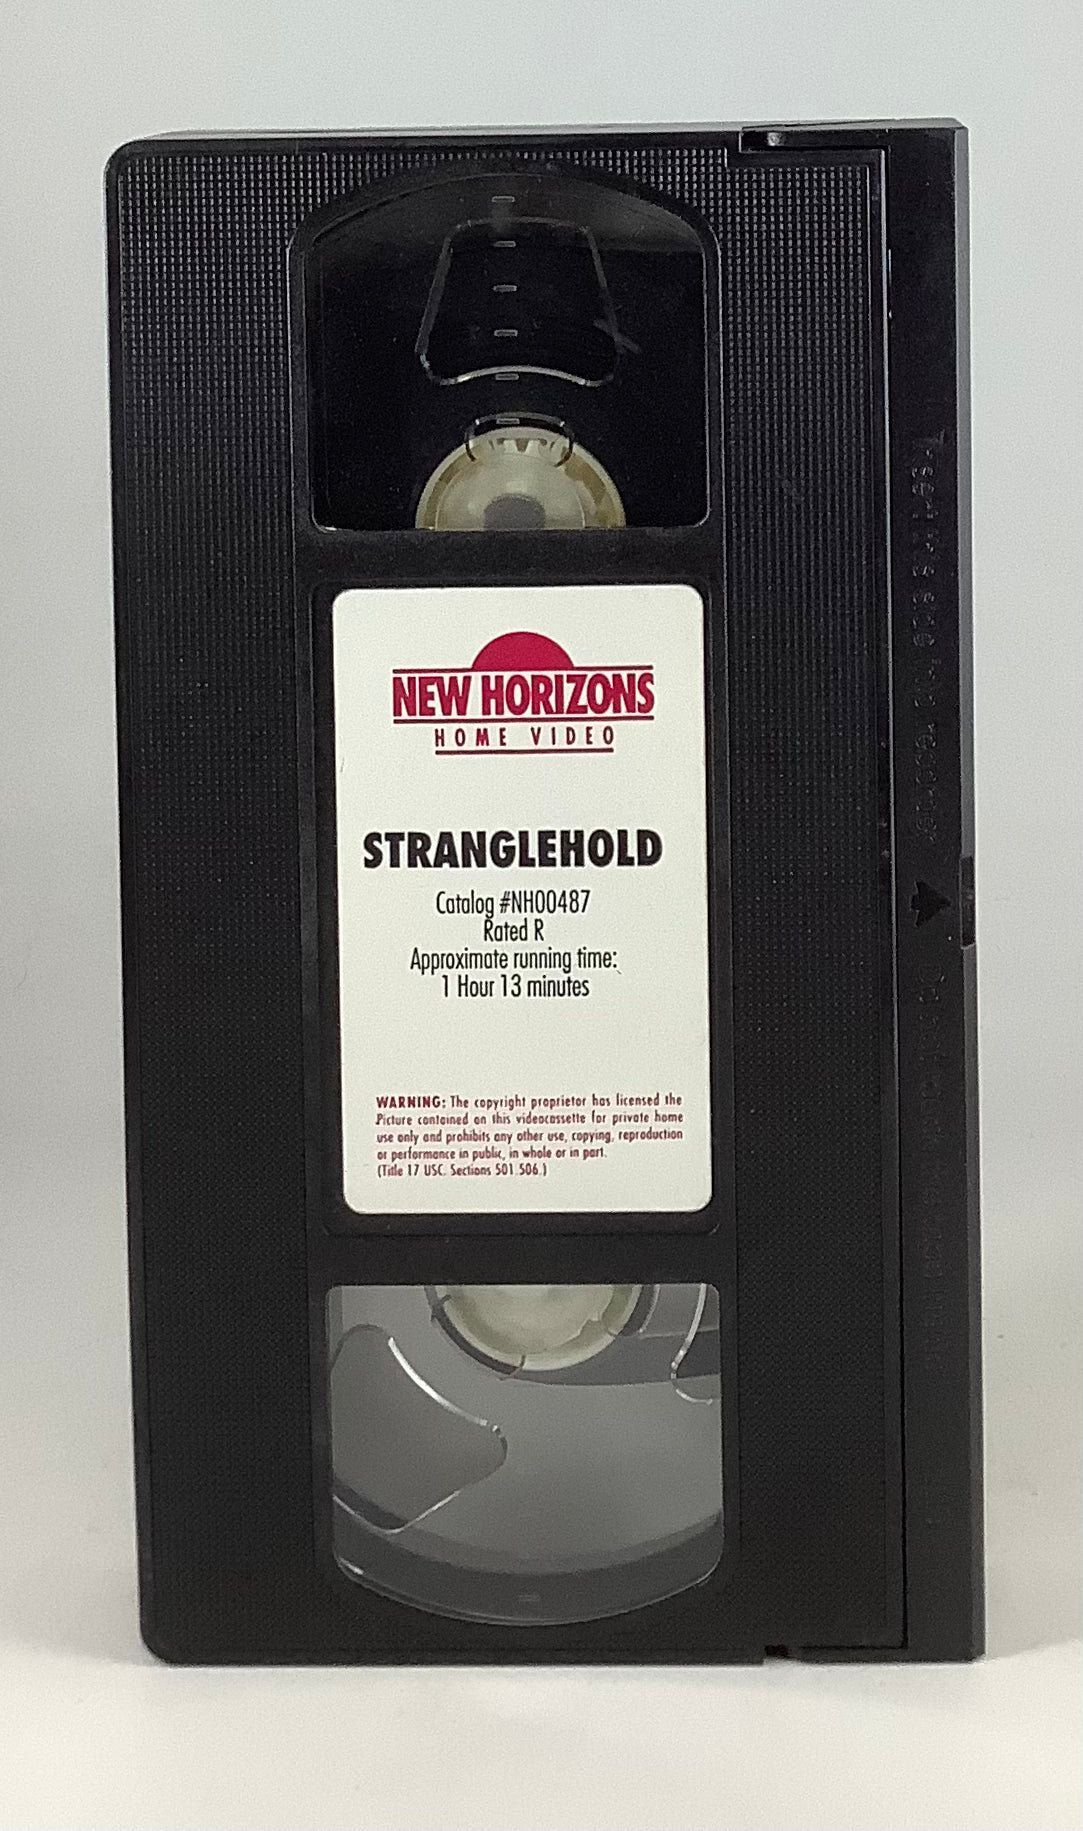 NEW HORIZONS
HOME VIDEO
STRANGLEHOLD
Catalog #NH00487
Rated R
Approximate running time:
1 Hour 13 minutes
WARNING: The copyright proprietor has licensed the
Picture contained on this videocassette for private home
use only and prohibits any other use, copying, reproduction
or performance in public, in whole or in part.
(Title 17 USC. Sections 501.506.)